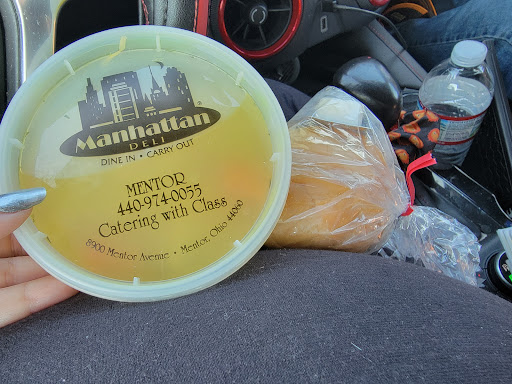 Manhattan
DELI
DINE IN • CARRY OUT
MENTOR
440-974-0055
Catering with Class
8900 Mentor Avenue • Mentor, Ohio 44060